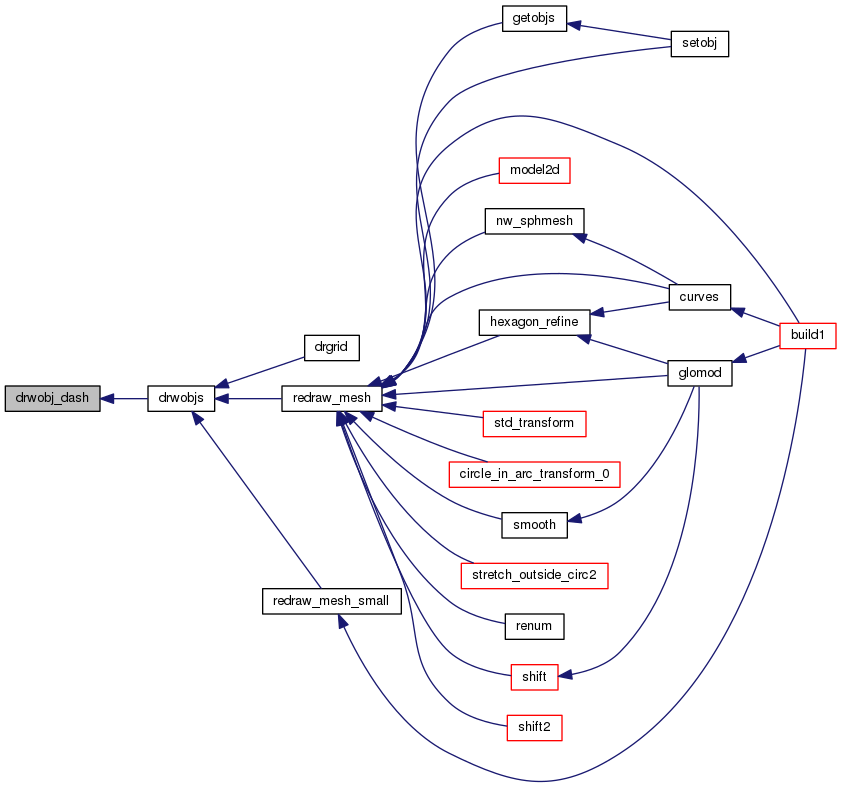 getobjs
setobj
model2d
nw_sphmesh
curves
hexagon_refine
build1
drgrid
glomod
drwobj_dash
drwobjs
redraw_mesh
std_transform
circle_in_arc_transform_0
smooth
stretch_outside_circ2
redraw_mesh_small
renum
shift
shift2